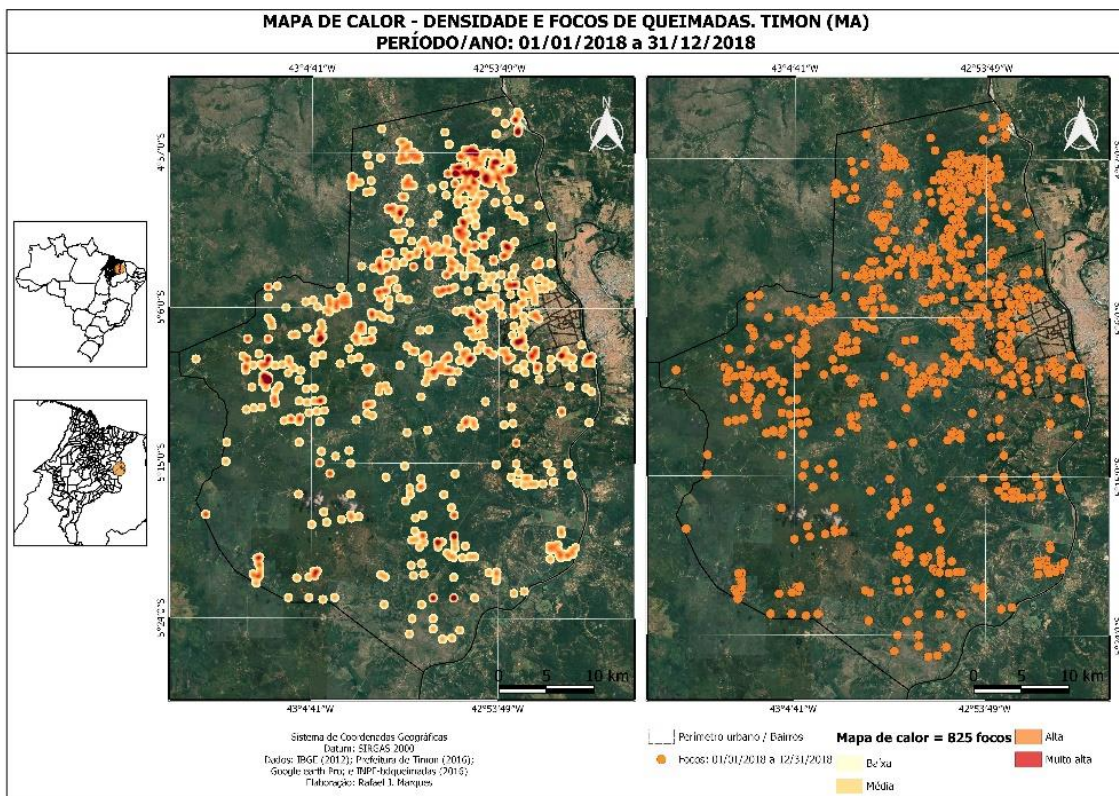 MAPA DE CALOR - DENSIDADE E FOCOS DE QUEIMADAS. TIMON (MA)
PERÍODO/ANO: 01/01/2018 a 31/12/2018
43°4'41"W
42°53'49"W
43°4'41"W
42°53'49"W
N
N
4°57'0"S
5°6'0"S
5°15'0"S
5°24'0"S
0 5 10 km
0 5 10 km
43°4'41"W
42°53'49"W
43°4'41"W
42°53'49"W
Sistema de Coordenadas Geográficas
Datum: SIRGAS 2000
Dados: IBGE (2012); Prefeitura de Timon (2016);
Google earth Pro; e INPE-bdqueimadas (2016)
Elaboração: Rafael J. Marques
Perímetro urbano / Bairros
Focos: 01/01/2018 a 12/31/2018
Mapa de calor = 825 focos
Baixa
Média
Alta
Muito alta